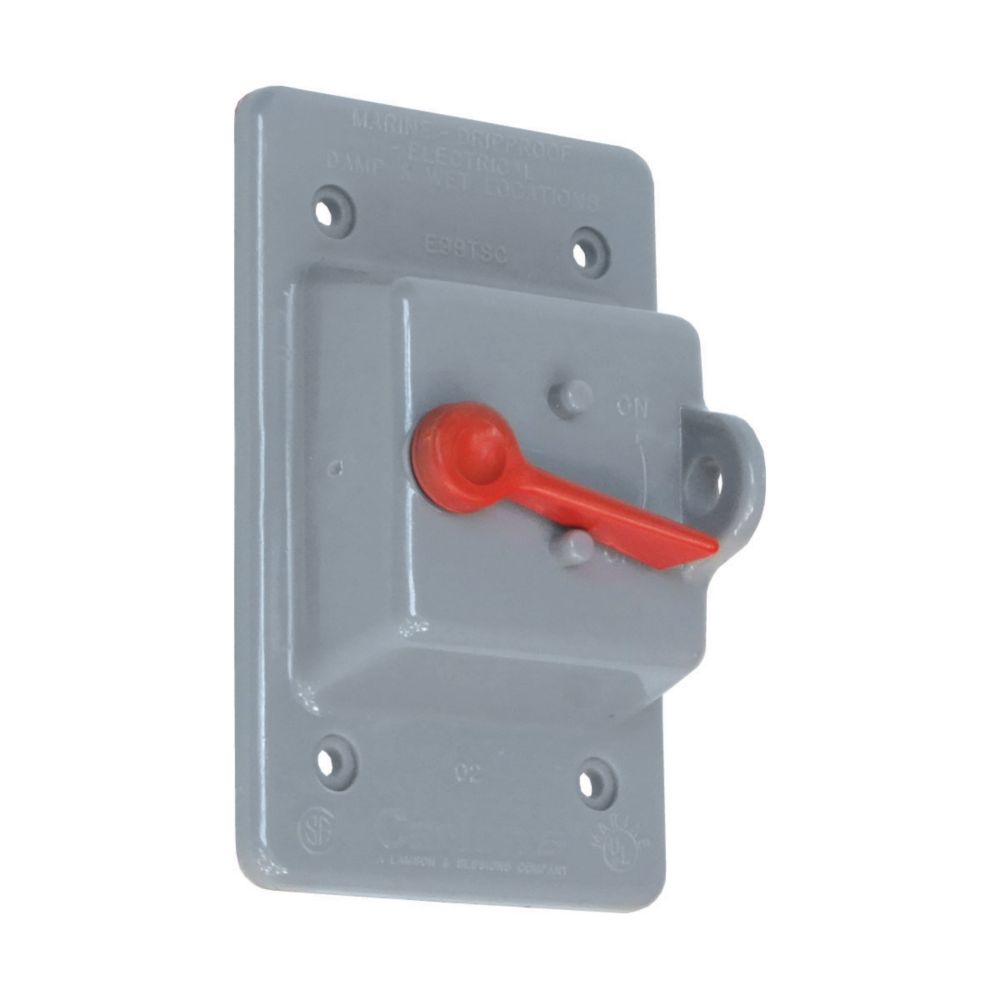 MARINE - DRIPPROOF
- ELECTRICAL
DAMP & WET LOCATIONS
E98TSC
ON
02
Carlon®
A LAMSON & SESSIONS COMPANY
MARINE
UL